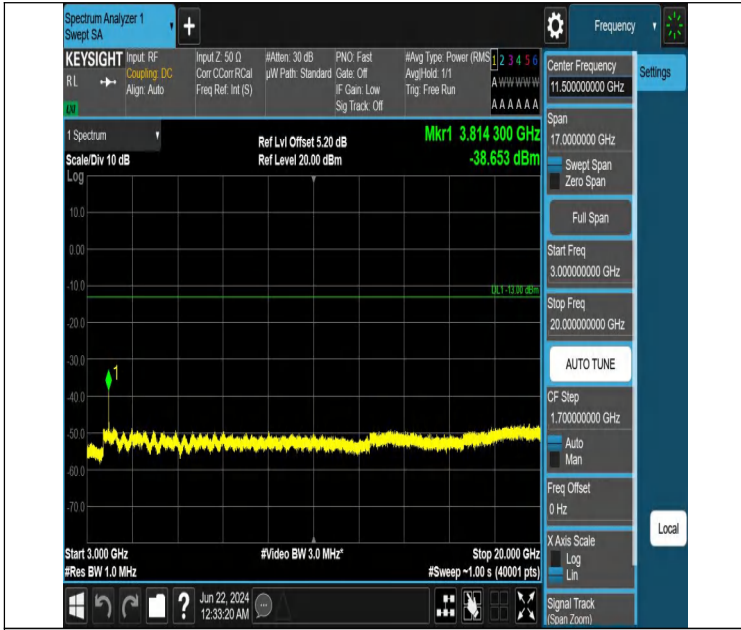 Spectrum Analyzer 1
Swept SA
+
Frequency
KEYSIGHT
RL
Input: RF
Coupling: DC
Align: Auto
Input Z: 50 Ω
Corr CCorr RCal
Freq Ref: Int (S)
#Atten: 30 dB
µW Path: Standard
PNO: Fast
Gate: Off
IF Gain: Low
Sig Track: Off
#Avg Type: Power (RMS
Avg|Hold: 1/1
Trig: Free Run
1 2 3 4 5 6
A W W W W W
A A A A A A
1 Spectrum
Scale/Div 10 dB
Log
Ref Lvl Offset 5.20 dB
Ref Level 20.00 dBm
Mkr1 3.814 300 GHz
-38.653 dBm
10.0
0.00
-10.0
DL1 -13.00 dBm
-20.0
-30.0
1
-40.0
-50.0
-60.0
-70.0
Start 3.000 GHz
#Res BW 1.0 MHz
#Video BW 3.0 MHz*
Stop 20.000 GHz
#Sweep ~1.00 s (40001 pts)
?
Jun 22, 2024
12:33:20 AM
Center Frequency
11.500000000 GHz
Span
17.0000000 GHz
Swept Span
Zero Span
Full Span
Start Freq
3.000000000 GHz
Stop Freq
20.000000000 GHz
AUTO TUNE
CF Step
1.700000000 GHz
Auto
Man
Freq Offset
0 Hz
X Axis Scale
Log
Lin
Signal Track
(Span Zoom)
Settings
Local